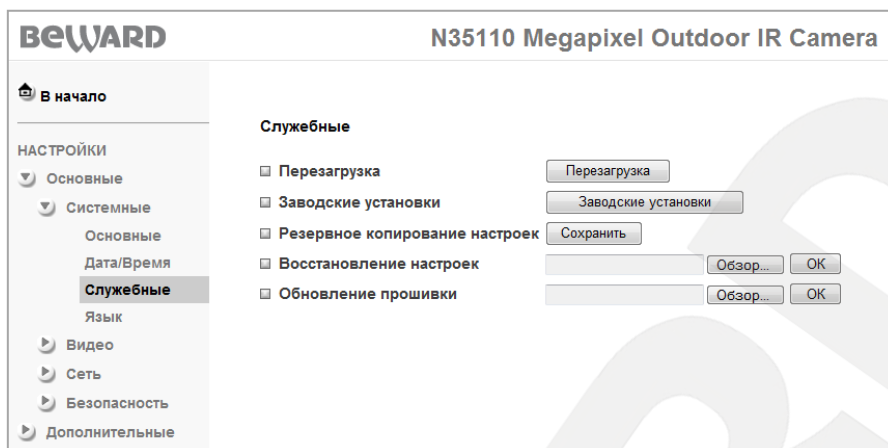 BEWARD
N35110 Megapixel Outdoor IR Camera
В начало
НАСТРОЙКИ
Основные
Системные
Основные
Дата/Время
Служебные
Язык
Видео
Сеть
Безопасность
Дополнительные
Служебные
Перезагрузка Перезагрузка
Заводские установки Заводские установки
Резервное копирование настроек Сохранить
Восстановление настроек Обзор... OK
Обновление прошивки Обзор... OK